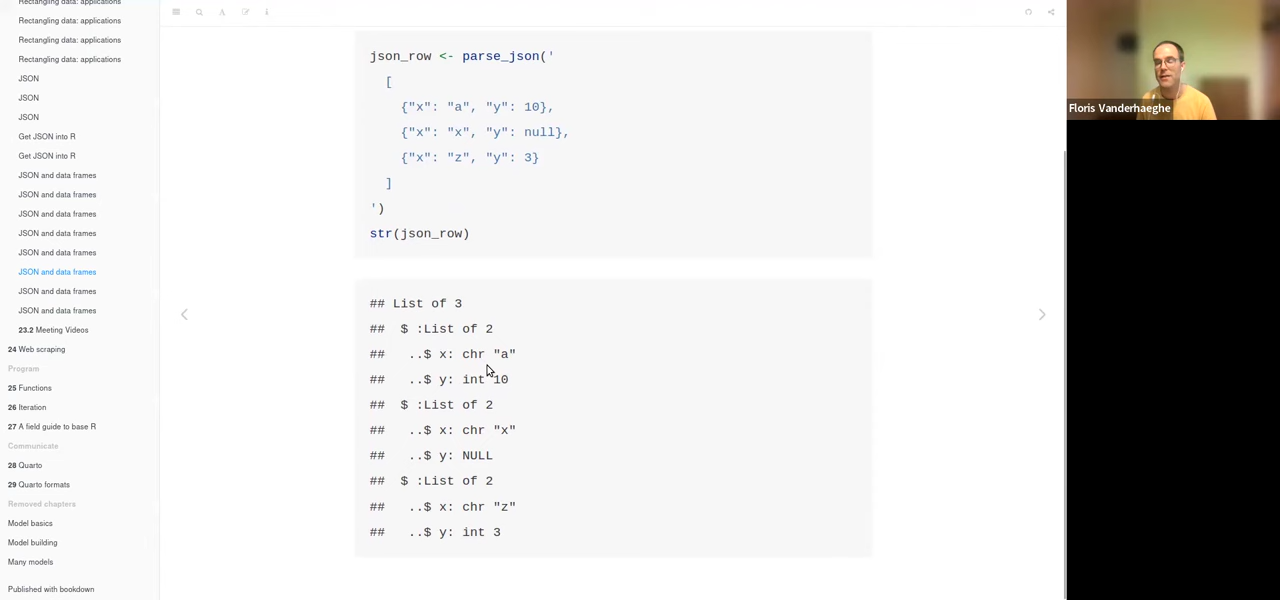 Rectangling data: applications
Rectangling data: applications
Rectangling data: applications
Rectangling data: applications
JSON
JSON
JSON
Get JSON into R
Get JSON into R
JSON and data frames
JSON and data frames
JSON and data frames
JSON and data frames
JSON and data frames
JSON and data frames
JSON and data frames
JSON and data frames
23.2 Meeting Videos
24 Web scraping
Program
25 Functions
26 Iteration
27 A field guide to base R
Communicate
28 Quarto
29 Quarto formats
Removed chapters
Model basics
Model building
Many models
Published with bookdown
json_row <- parse_json('
[
{"x": "a", "y": 10},
{"x": "x", "y": null},
{"x": "z", "y": 3}
]
')
str(json_row)
## List of 3
##  $ :List of 2
##   ..$ x: chr "a"
##   ..$ y: int 10
##  $ :List of 2
##   ..$ x: chr "x"
##   ..$ y: NULL
##  $ :List of 2
##   ..$ x: chr "z"
##   ..$ y: int 3
Floris Vanderhaeghe